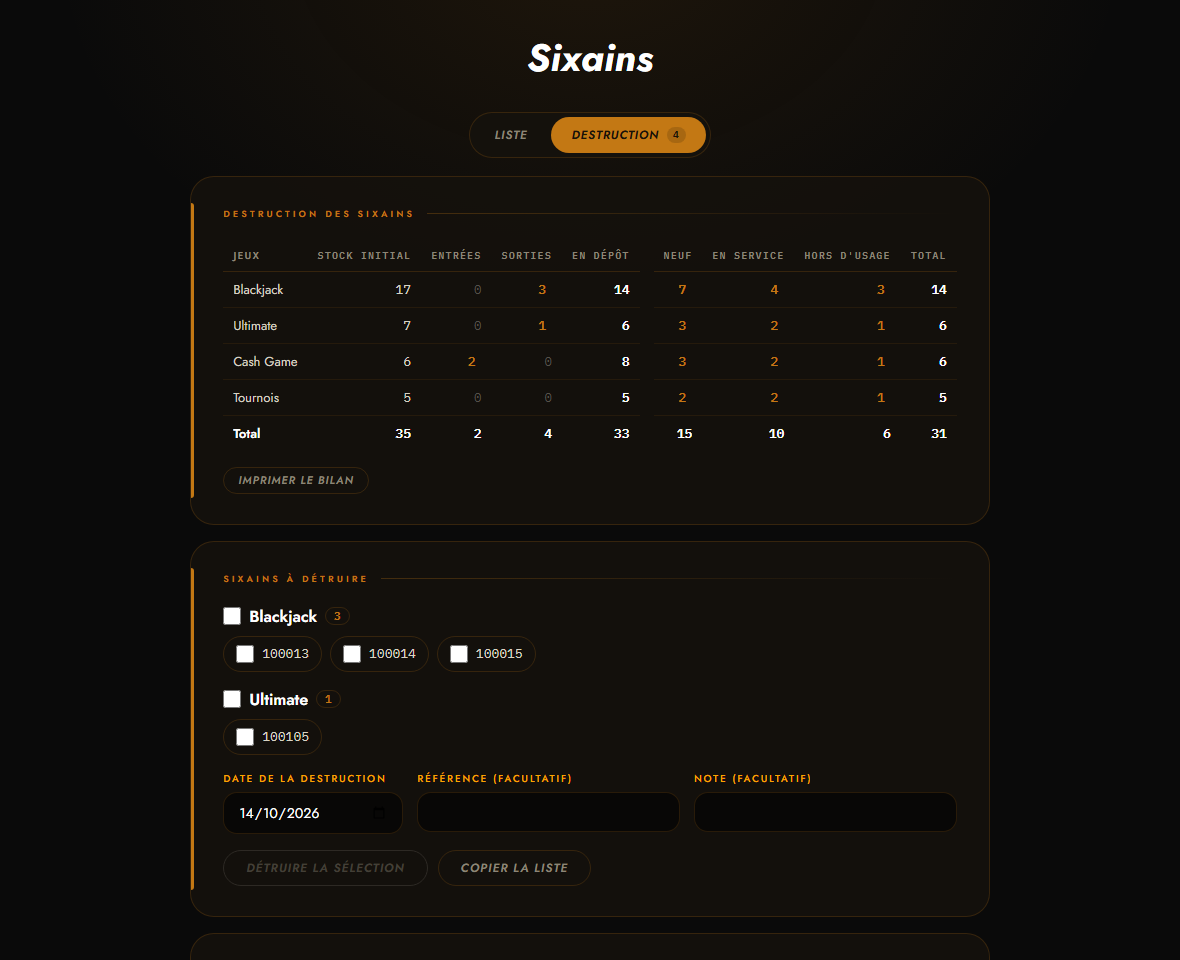 Sixains
LISTE DESTRUCTION 4
DESTRUCTION DES SIXAINS
JEUX STOCK INITIAL ENTRÉES SORTIES EN DÉPÔT NEUF EN SERVICE HORS D'USAGE TOTAL
Blackjack 17 0 3 14 7 4 3 14
Ultimate 7 0 1 6 3 2 1 6
Cash Game 6 2 0 8 3 2 1 6
Tournois 5 0 0 5 2 2 1 5
Total 35 2 4 33 15 10 6 31
IMPRIMER LE BILAN
SIXAINS À DÉTRUIRE
Blackjack 3
100013 100014 100015
Ultimate 1
100105
DATE DE LA DESTRUCTION RÉFÉRENCE (FACULTATIF) NOTE (FACULTATIF)
14/10/2026
DÉTRUIRE LA SÉLECTION COPIER LA LISTE